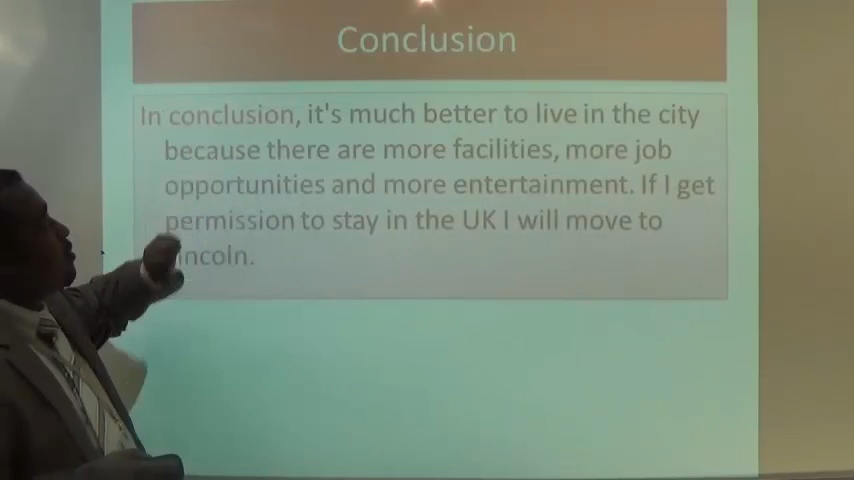 Conclusion
In conclusion, it's much better to live in the city
because there are more facilities, more job
opportunities and more entertainment. If I get
permission to stay in the UK I will move to
Lincoln.